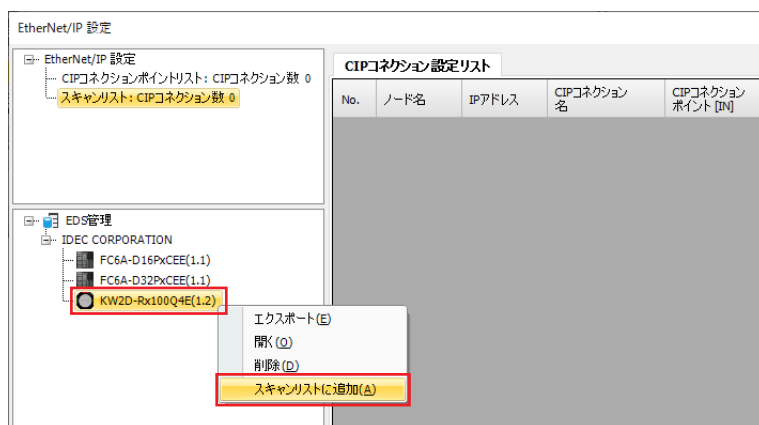 EtherNet/IP 設定
EtherNet/IP 設定
CIPコネクションポイントリスト: CIPコネクション数 0
スキャンリスト: CIPコネクション数 0
CIPコネクション設定リスト
No.
ノード名
IPアドレス
CIPコネクション
名
CIPコネクション
ポイント [IN]
EDS管理
IDEC CORPORATION
FC6A-D16PxCEE(1.1)
FC6A-D32PxCEE(1.1)
KW2D-Rx100Q4E(1.2)
エクスポート(E)
開く(O)
削除(D)
スキャンリストに追加(A)